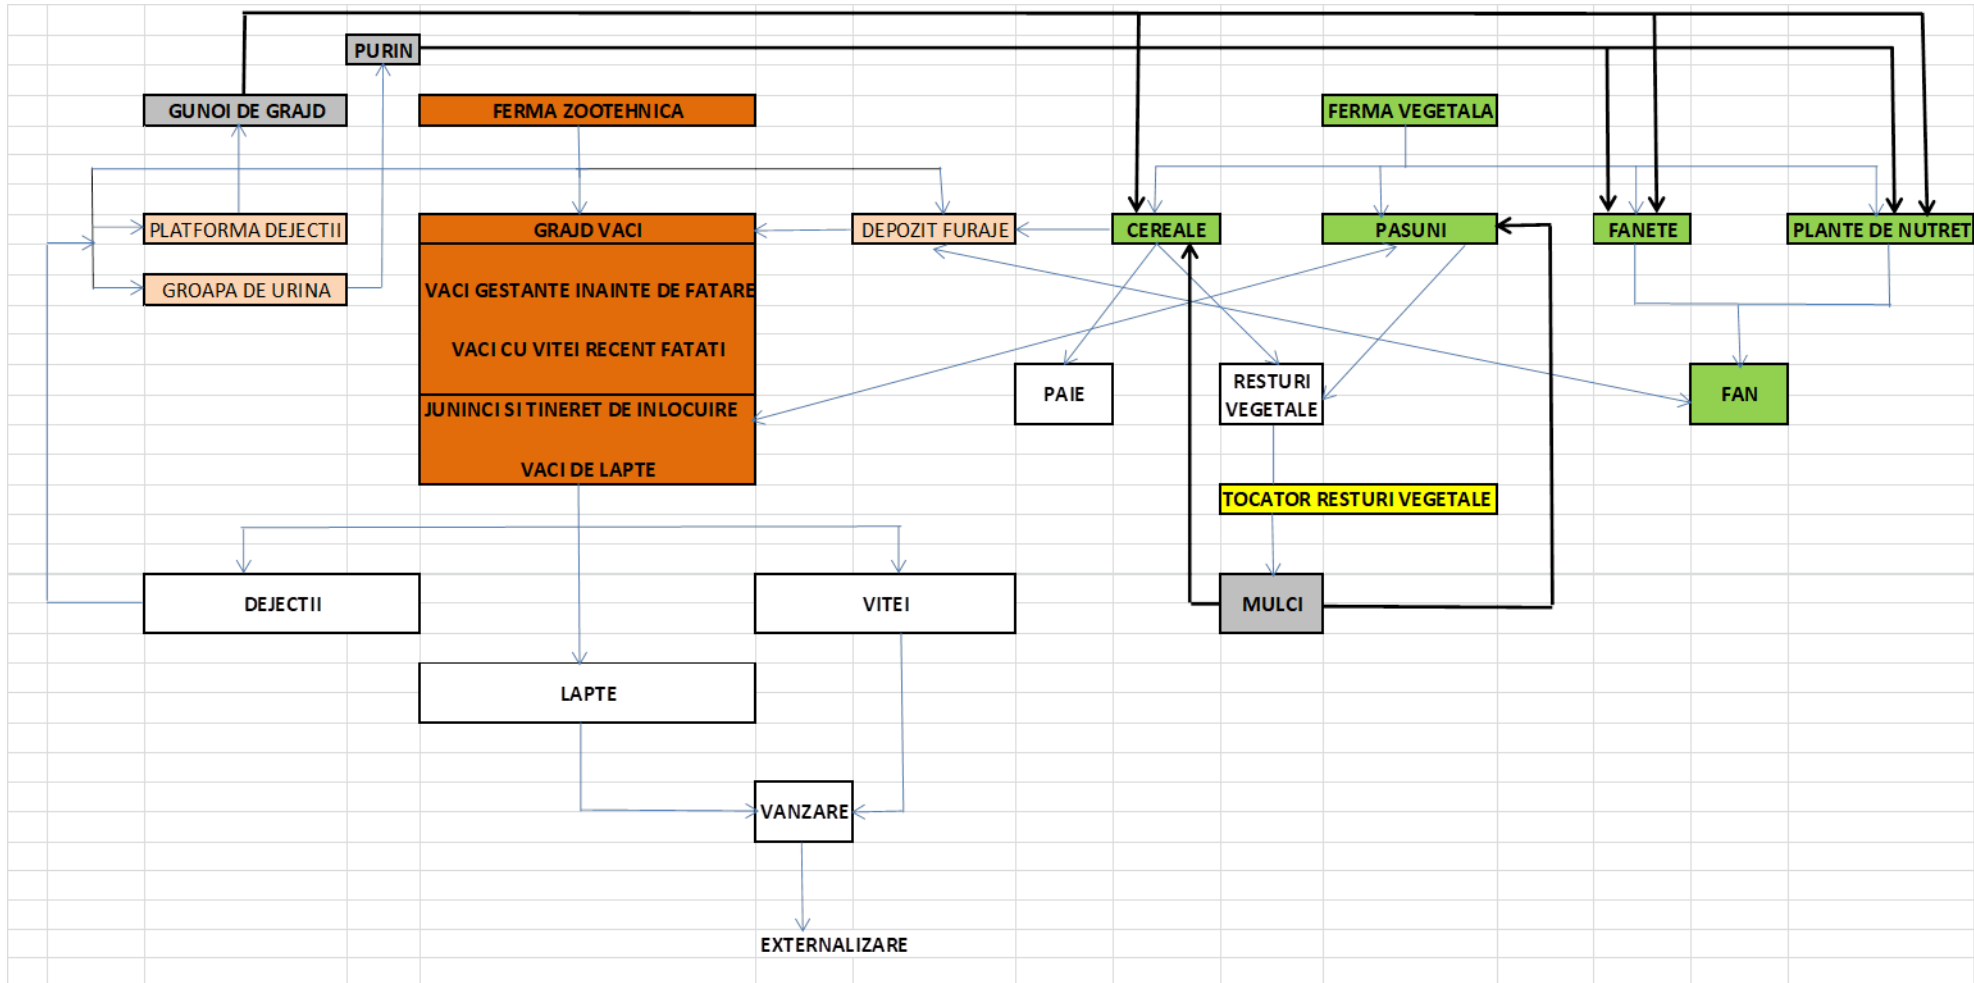 PURIN
GUNOI DE GRAJD
FERMA ZOOTEHNICA
FERMA VEGETALA
PLATFORMA DEJECTII
GRAJD VACI
DEPOZIT FURAJE
CEREALE
PASUNI
FANETE
PLANTE DE NUTRET
GROAPA DE URINA
VACI GESTANTE INAINTE DE FATARE
VACI CU VITEI RECENT FATATI
JUNINCI SI TINERET DE INLOCUIRE
VACI DE LAPTE
PAIE
RESTURI
VEGETALE
FAN
TOCATOR RESTURI VEGETALE
DEJECTII
VITEI
MULCI
LAPTE
VANZARE
EXTERNALIZARE